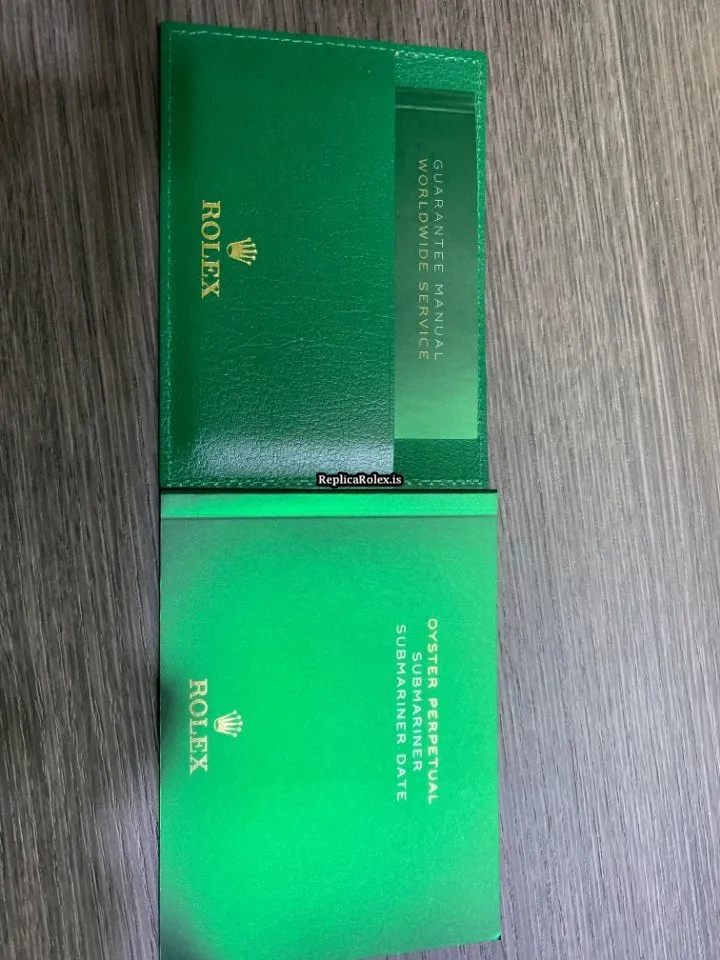 GUARANTEE MANUAL
WORLDWIDE SERVICE
ROLEX
ReplicaRolex.is
OYSTER PERPETUAL
SUBMARINER
SUBMARINER DATE
ROLEX